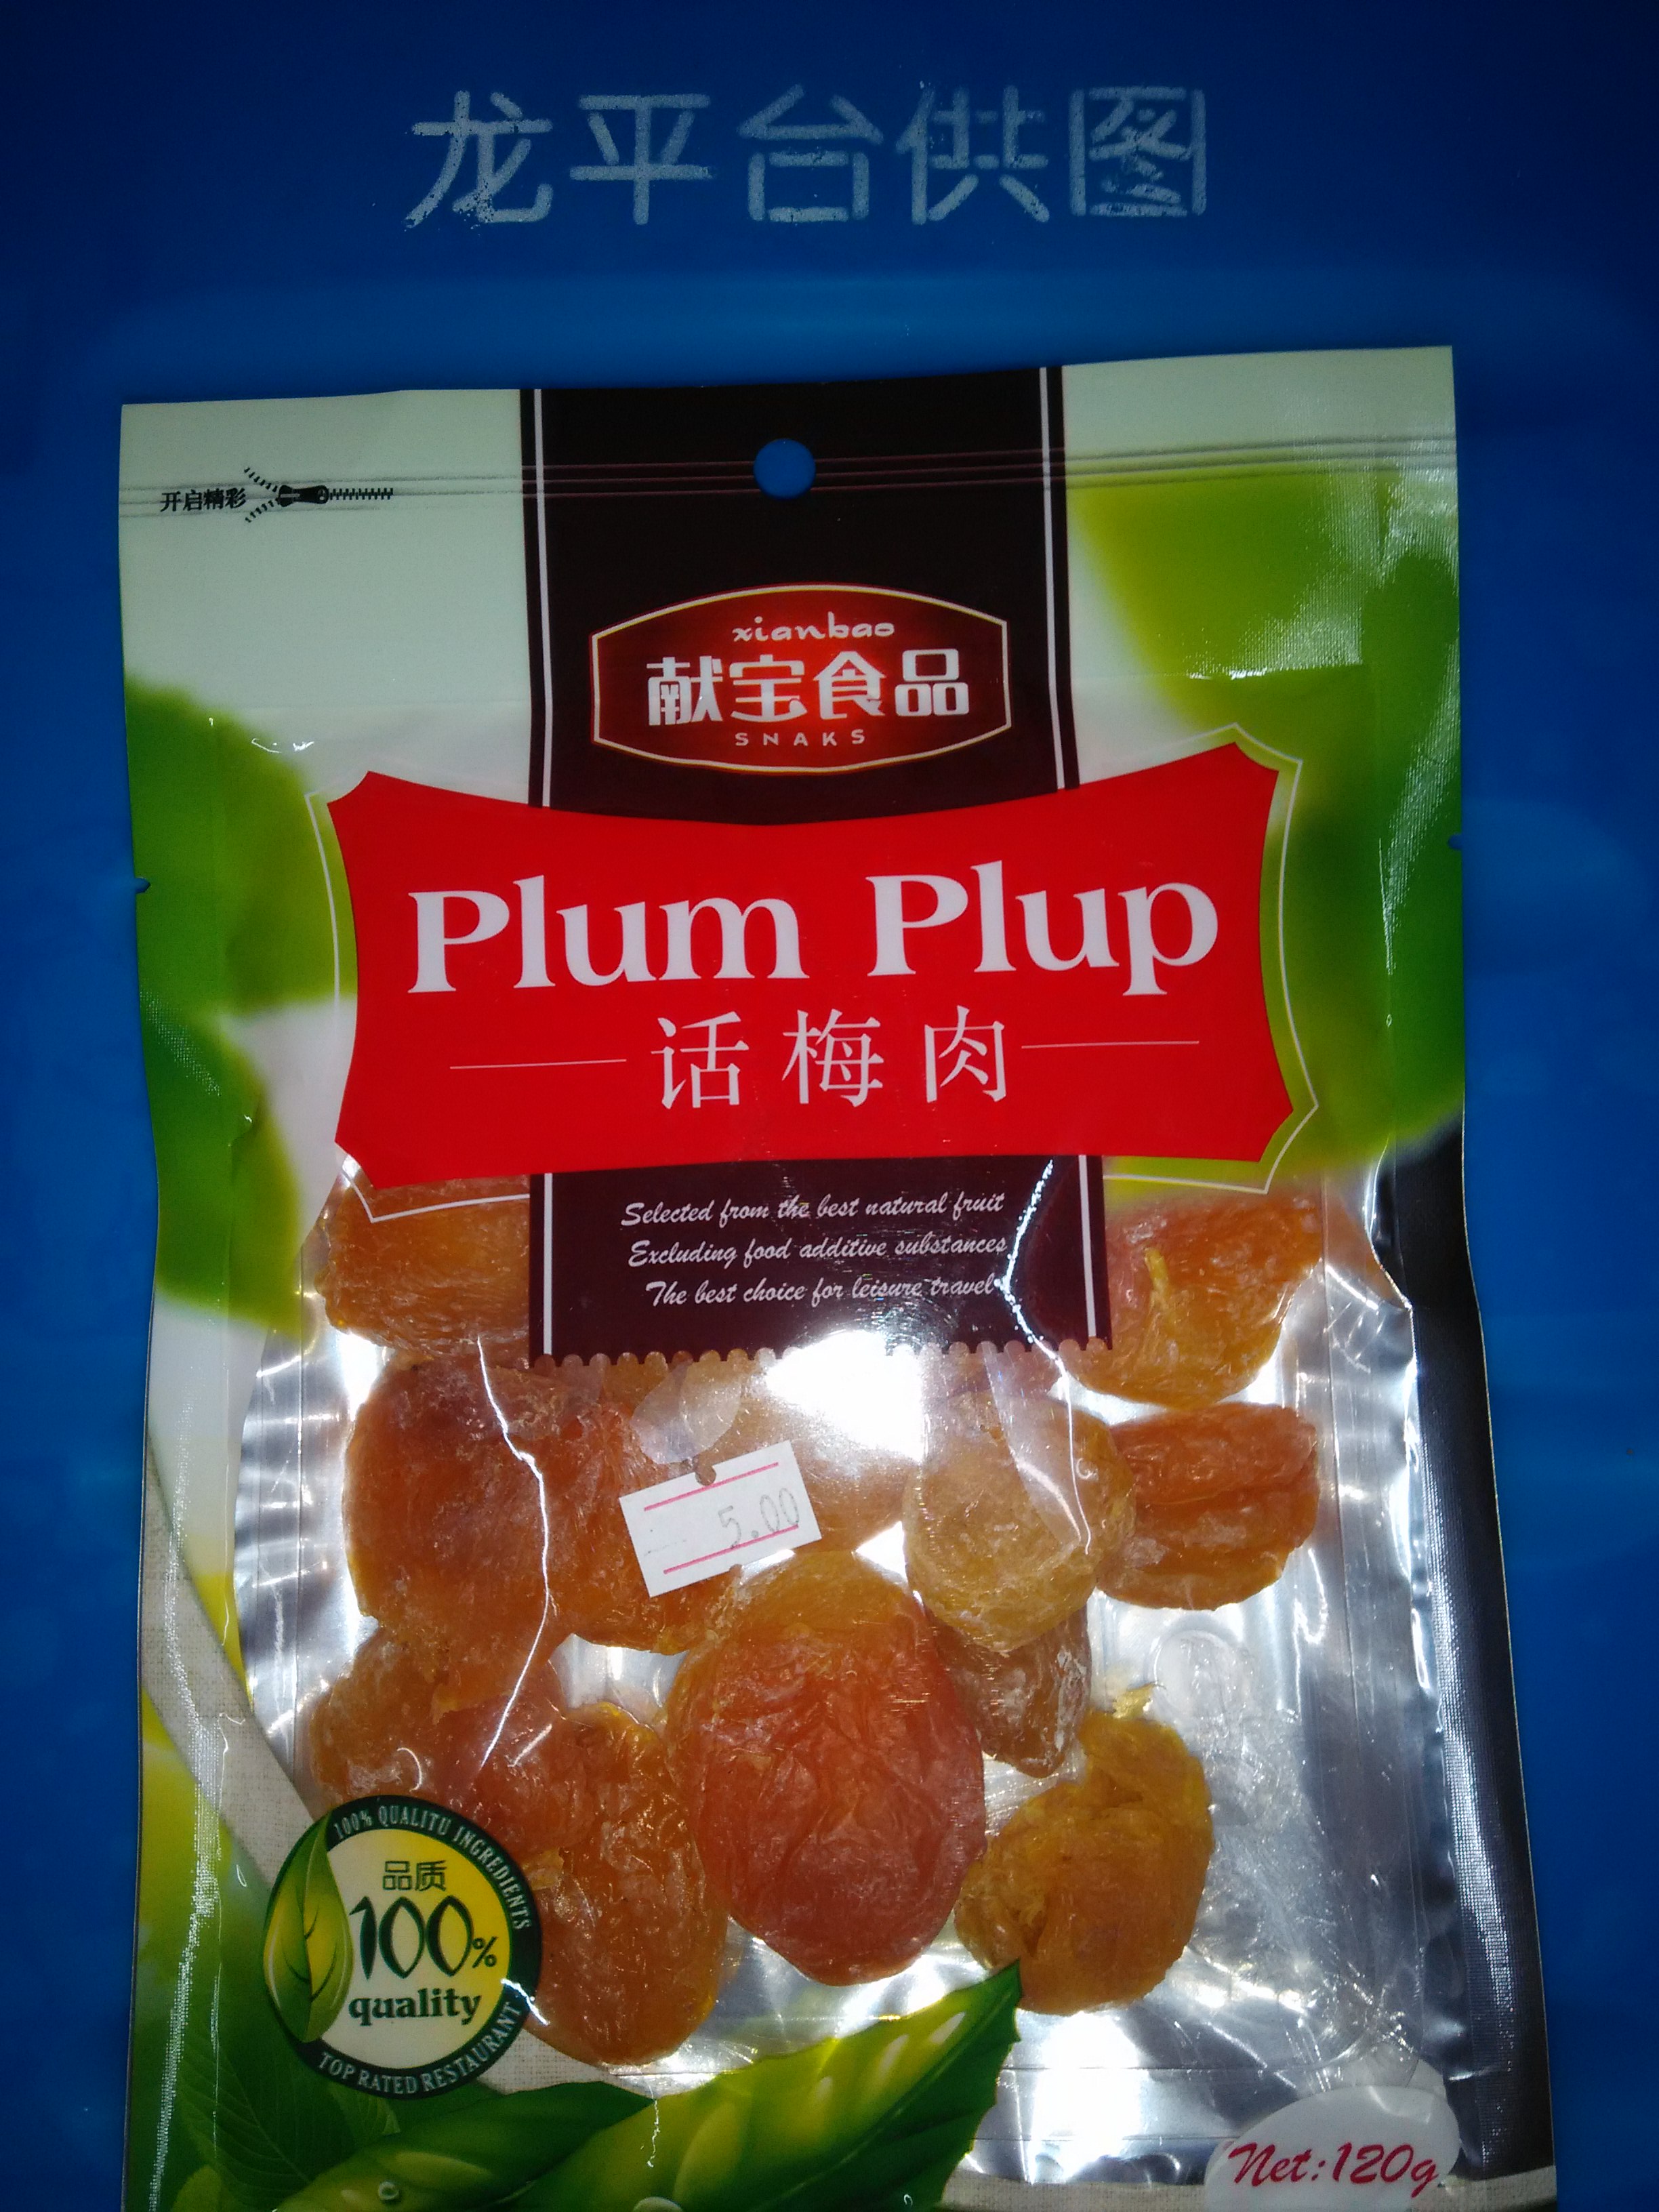 龙平台供图
开启精彩
xianbao
献宝食品
SNAKS
Plum Plup
话梅肉
Selected from the best natural fruit
Excluding food additive substances
The best choice for leisure travel
5.00
100% QUALITU INGREDIENTS
品质
100%
quality
TOP RATED RESTAURANT
Net:120g